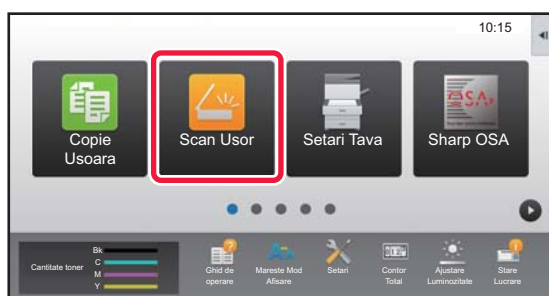 10:15
Copie
Usoara
Scan Usor
Setari Tava
OSA
Sharp OSA
Cantitate toner
Bk
C
M
Y
Ghid de
operare
Mareste Mod
Afisare
Setari
Contor
Total
Ajustare
Luminozitate
Stare
Lucrare